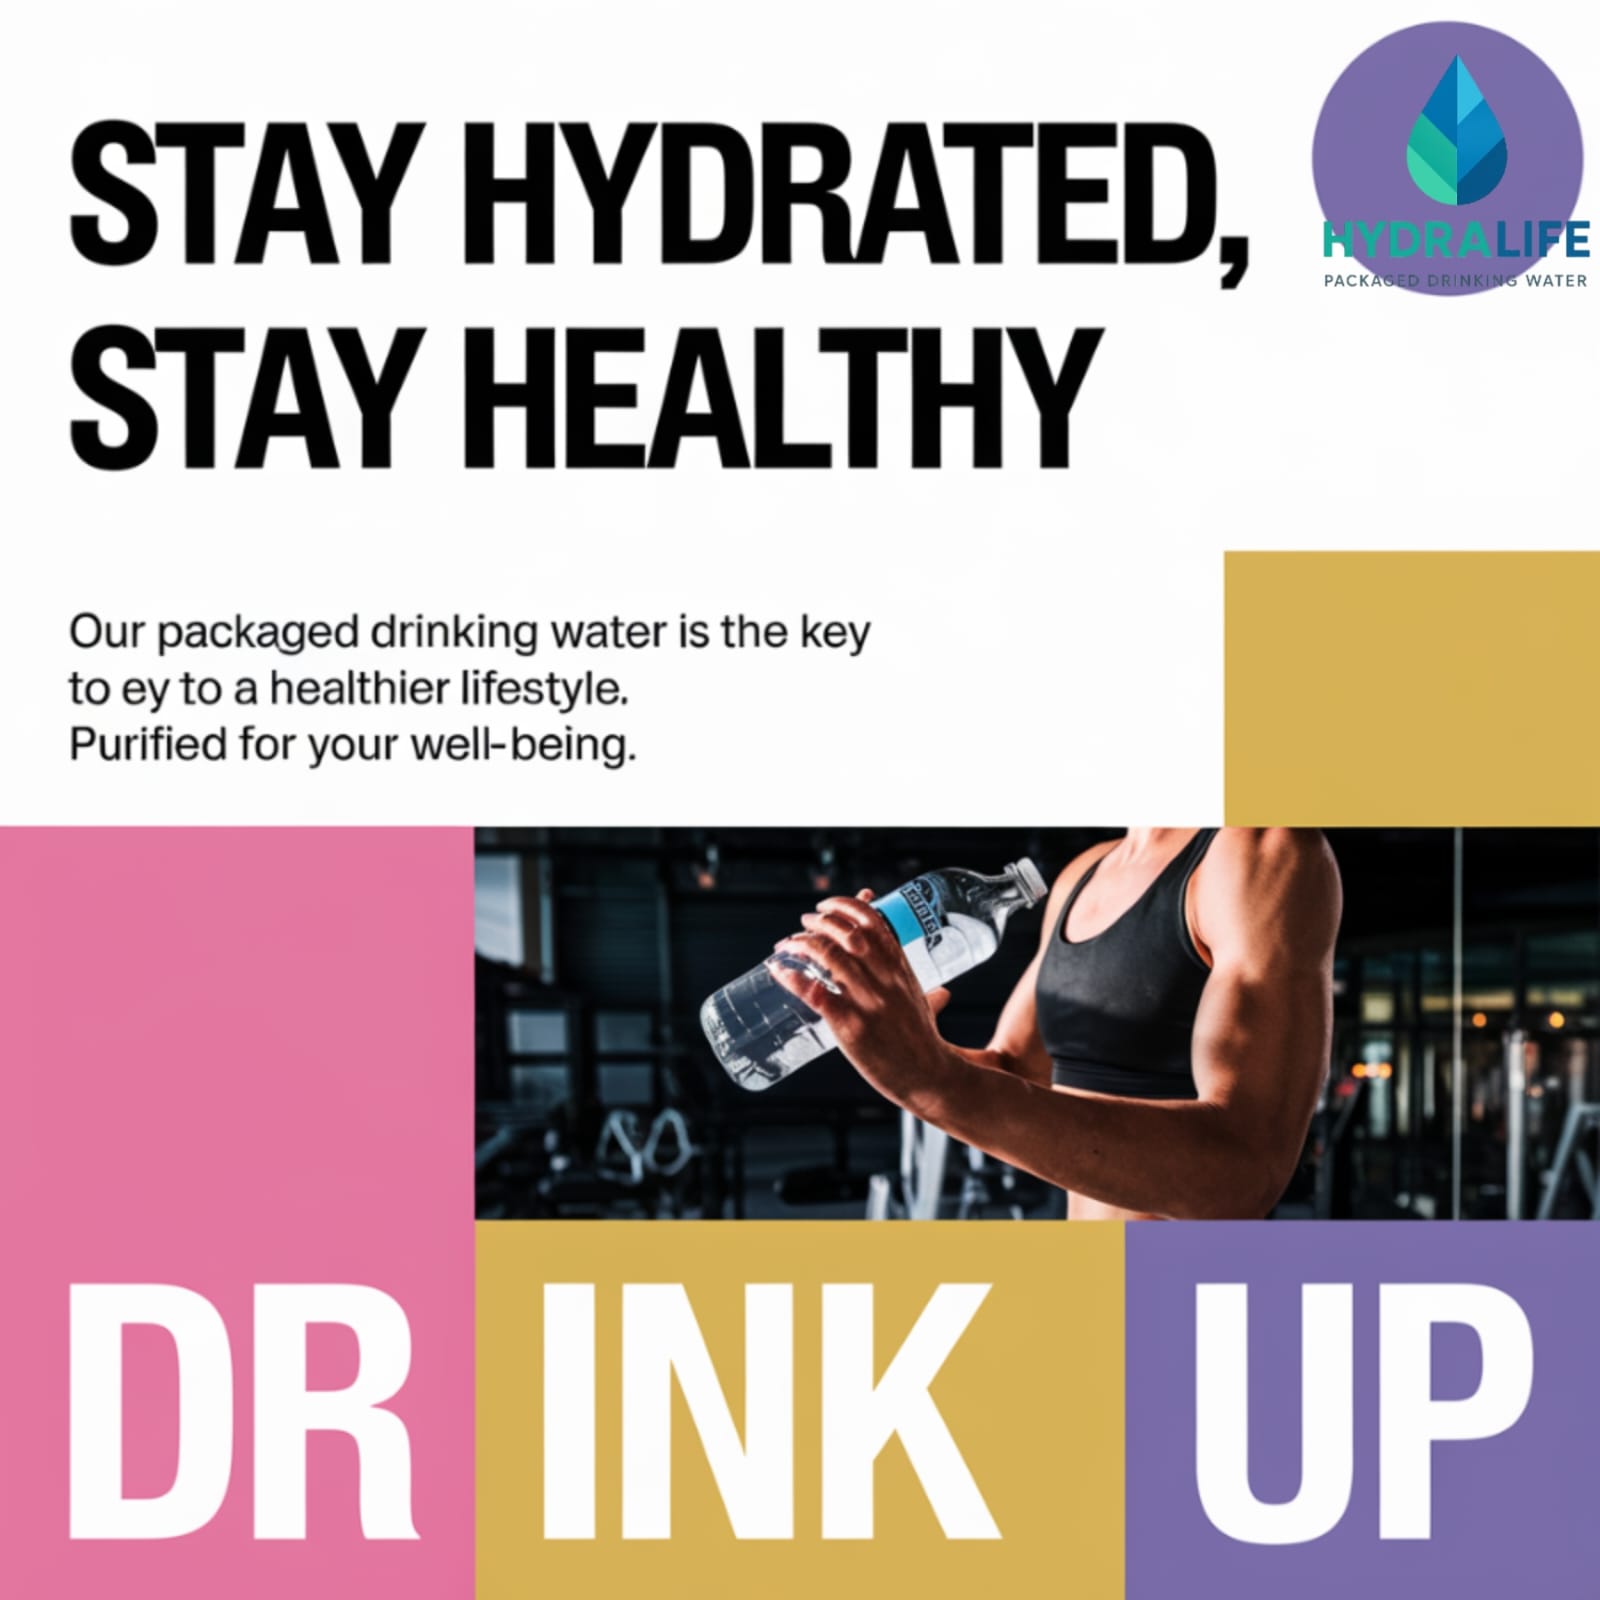 STAY HYDRATED,
STAY HEALTHY
HYDRALIFE
PACKAGED DRINKING WATER
Our packaged drinking water is the key
to ey to a healthier lifestyle.
Purified for your well-being.
DR INK UP